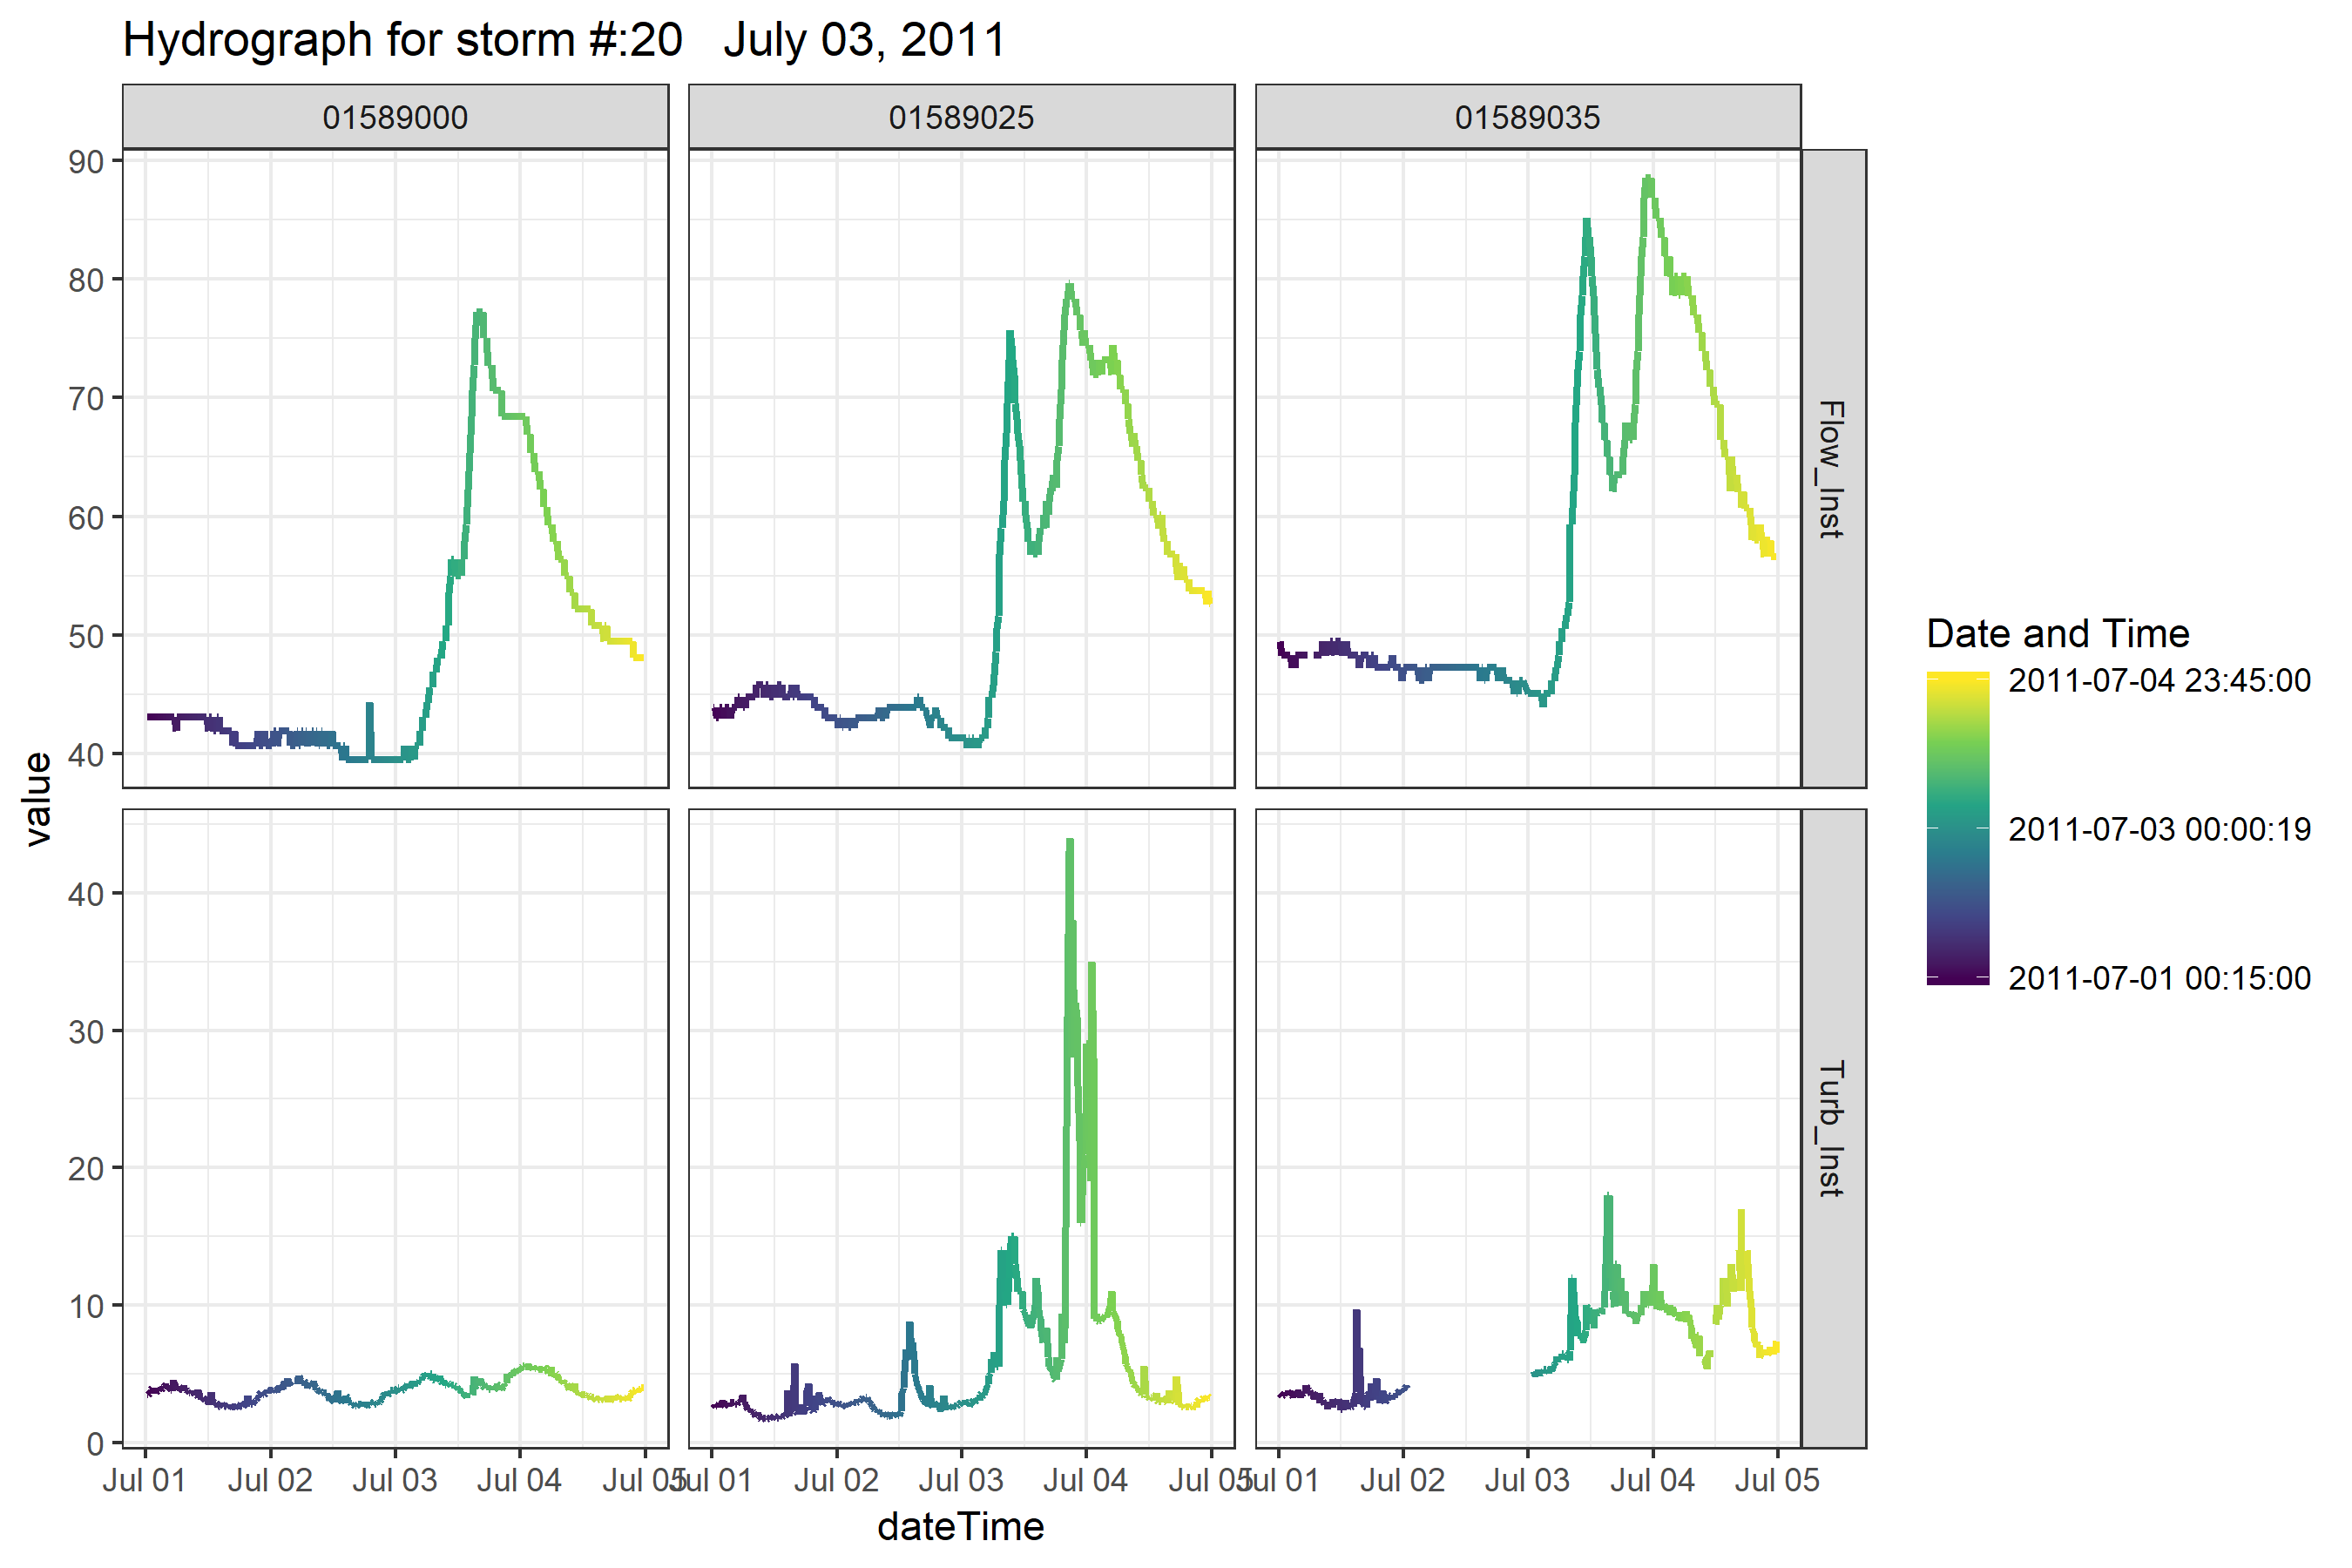 Hydrograph for storm #:20   July 03, 2011
01589000
01589025
01589035
90
80
70
60
50
40
Flow_Inst
value
40
30
20
10
0
Turb_Inst
Jul 01
Jul 02
Jul 03
Jul 04
Jul 05
Jul 01
Jul 02
Jul 03
Jul 04
Jul 05
Jul 01
Jul 02
Jul 03
Jul 04
Jul 05
dateTime
Date and Time
2011-07-04 23:45:00
2011-07-03 00:00:19
2011-07-01 00:15:00